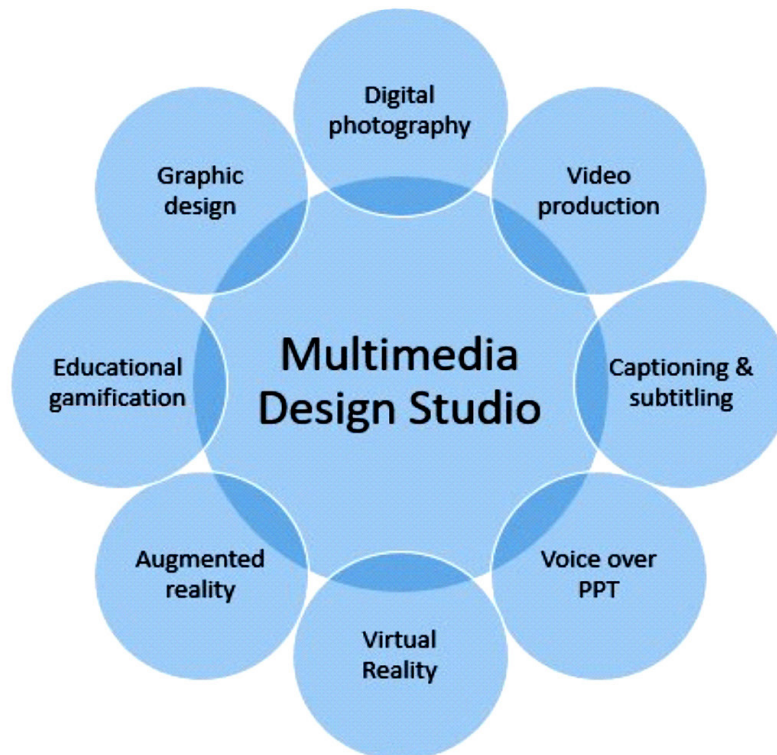 Digital
photography
Video
production
Captioning &
subtitling
Voice over
PPT
Virtual
Reality
Augmented
reality
Educational
gamification
Graphic
design
Multimedia
Design Studio